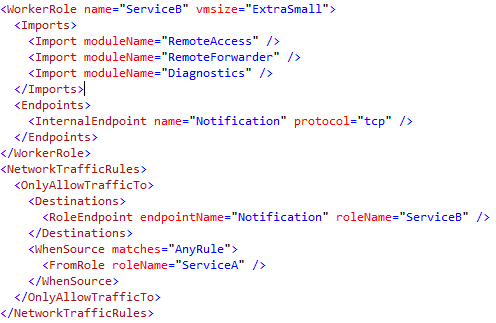 <WorkerRole name="ServiceB" vmsize="ExtraSmall">
  <Imports>
    <Import moduleName="RemoteAccess" />
    <Import moduleName="RemoteForwarder" />
    <Import moduleName="Diagnostics" />
  </Imports>
  <Endpoints>
    <InternalEndpoint name="Notification" protocol="tcp" />
  </Endpoints>
</WorkerRole>
<NetworkTrafficRules>
  <OnlyAllowTrafficTo>
    <Destinations>
      <RoleEndpoint endpointName="Notification" roleName="ServiceB" />
    </Destinations>
    <WhenSource matches="AnyRule">
      <FromRole roleName="ServiceA" />
    </WhenSource>
  </OnlyAllowTrafficTo>
</NetworkTrafficRules>